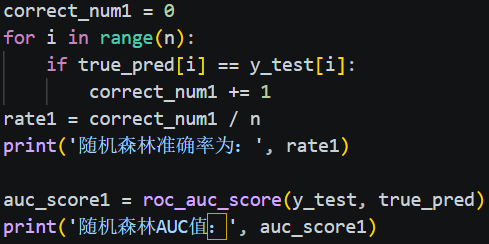 correct_num1 = 0
for i in range(n):
    if true_pred[i] == y_test[i]:
        correct_num1 += 1
rate1 = correct_num1 / n
print('随机森林准确率为：', rate1)

auc_score1 = roc_auc_score(y_test, true_pred)
print('随机森林AUC值：', auc_score1)